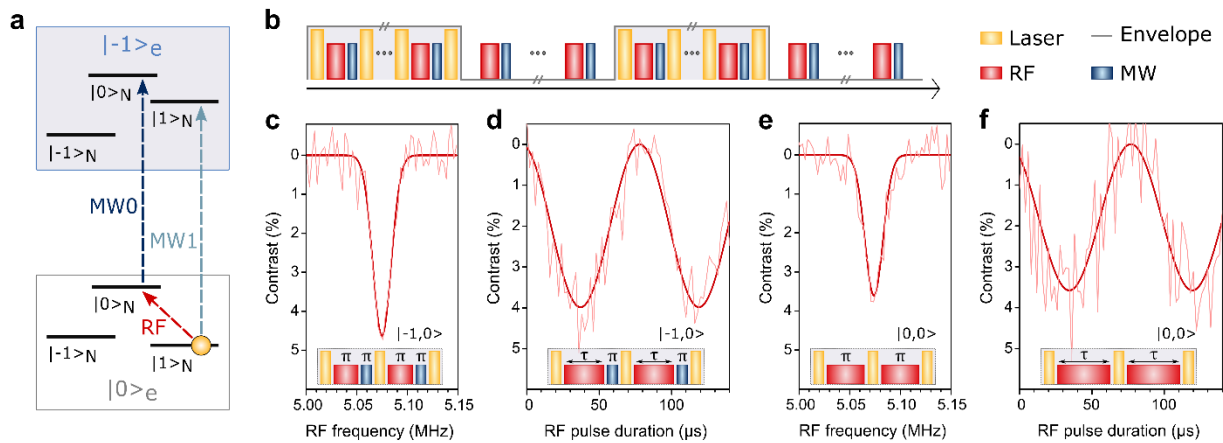 a
|-1>e
|0>N
|1>N
|-1>N
MW0
MW1
|0>N
RF
|-1>N
|1>N
|0>e
b
Laser
Envelope
RF
MW
c
Contrast (%)
0
1
2
3
4
5
|-1,0>
π π π π
5.00 5.05 5.10 5.15
RF frequency (MHz)
d
Contrast (%)
0
1
2
3
4
5
|-1,0>
τ π τ π
0 50 100
RF pulse duration (µs)
e
Contrast (%)
0
1
2
3
4
5
|0,0>
π π
5.00 5.05 5.10 5.15
RF frequency (MHz)
f
Contrast (%)
0
1
2
3
4
5
|0,0>
τ τ
0 50 100
RF pulse duration (µs)